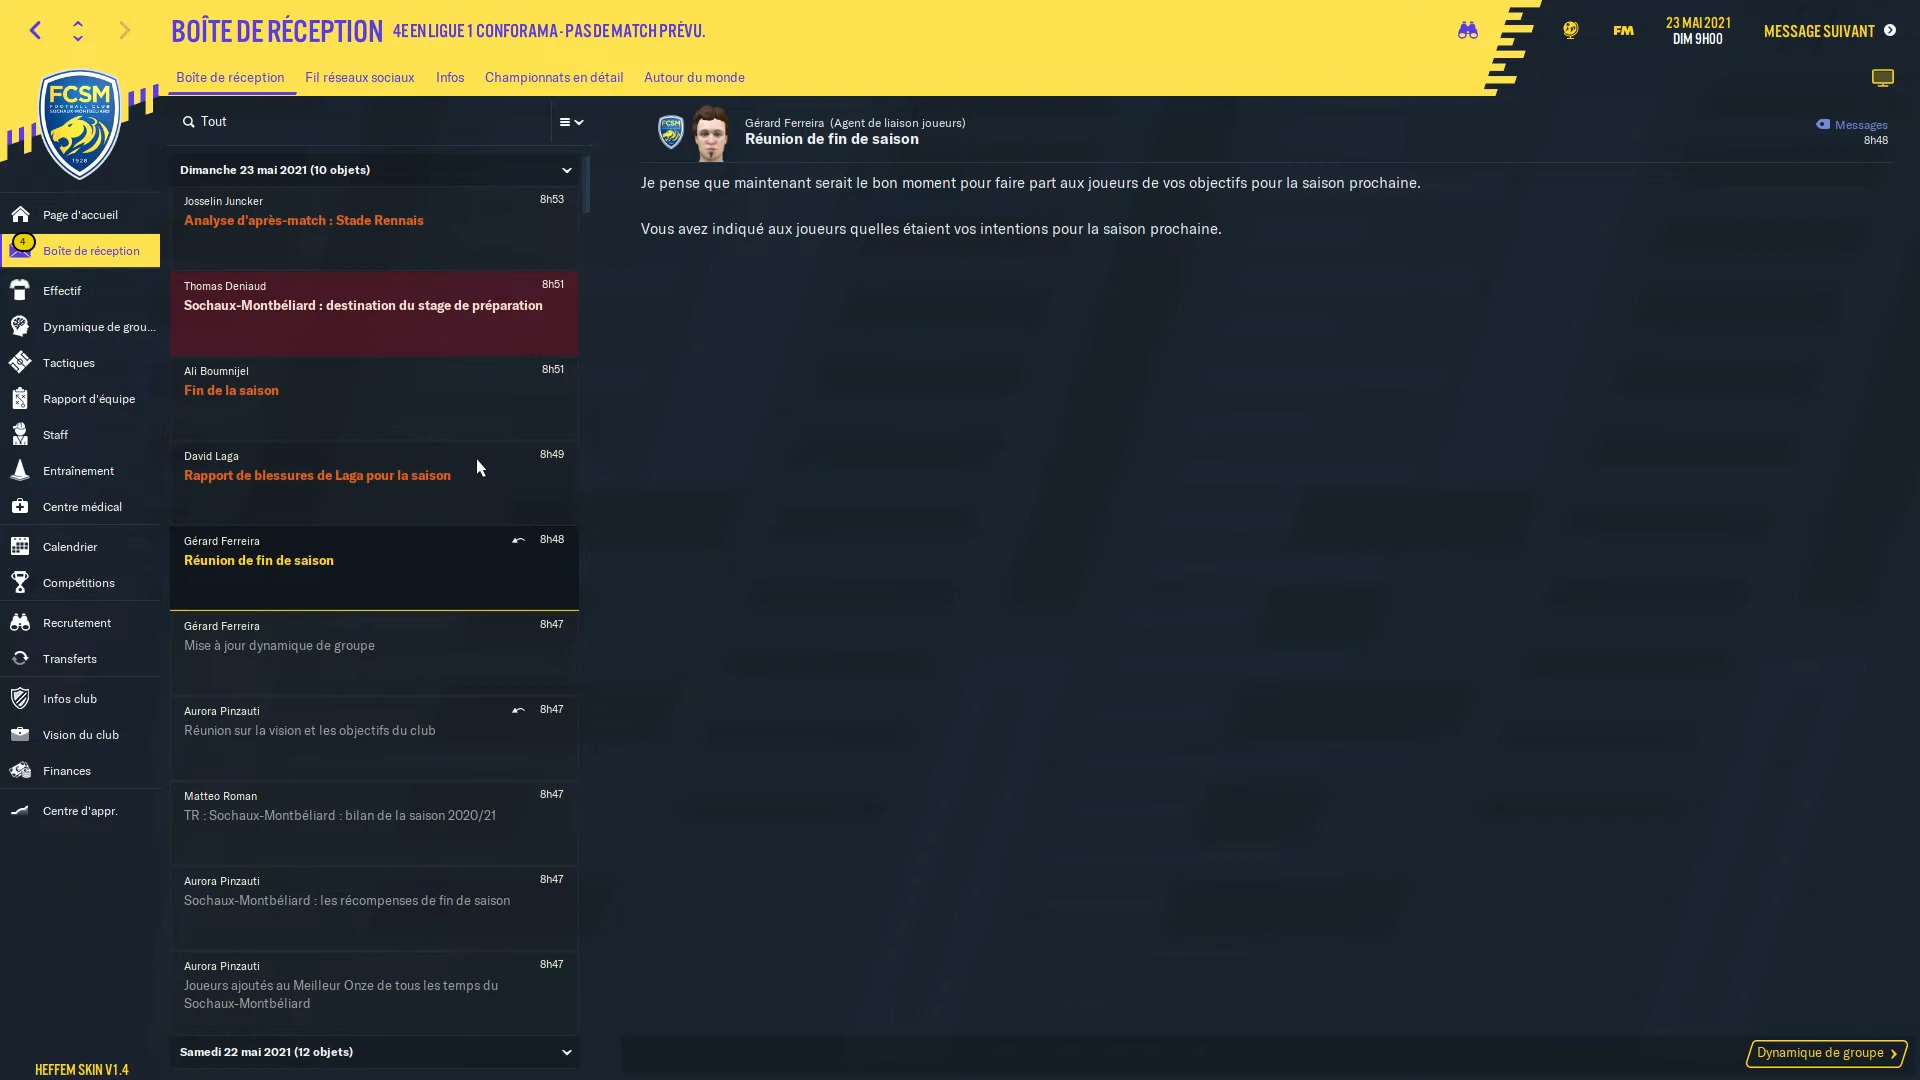 BOÎTE DE RÉCEPTION
4E EN LIGUE 1 CONFORAMA - PAS DE MATCH PRÉVU.
FM
23 MAI 2021
DIM 9H00
MESSAGE SUIVANT
Boîte de réception
Fil réseaux sociaux
Infos
Championnats en détail
Autour du monde
FCSM
FOOTBALL CLUB
SOCHAUX-MONTBÉLIARD
1928
Page d'accueil
4
Boîte de réception
Effectif
Dynamique de grou...
Tactiques
Rapport d'équipe
Staff
Entraînement
Centre médical
Calendrier
Compétitions
Recrutement
Transferts
Infos club
Vision du club
Finances
Centre d'appr.
HEFFEM SKIN V1.4
Tout
Dimanche 23 mai 2021 (10 objets)
Josselin Juncker 8h53
Analyse d'après-match : Stade Rennais
Thomas Deniaud 8h51
Sochaux-Montbéliard : destination du stage de préparation
Ali Boumnijel 8h51
Fin de la saison
David Laga 8h49
Rapport de blessures de Laga pour la saison
Gérard Ferreira 8h48
Réunion de fin de saison
Gérard Ferreira 8h47
Mise à jour dynamique de groupe
Aurora Pinzauti 8h47
Réunion sur la vision et les objectifs du club
Matteo Roman 8h47
TR : Sochaux-Montbéliard : bilan de la saison 2020/21
Aurora Pinzauti 8h47
Sochaux-Montbéliard : les récompenses de fin de saison
Aurora Pinzauti 8h47
Joueurs ajoutés au Meilleur Onze de tous les temps du
Sochaux-Montbéliard
Samedi 22 mai 2021 (12 objets)
FCSM
Gérard Ferreira (Agent de liaison joueurs)
Réunion de fin de saison
Messages
8h48
Je pense que maintenant serait le bon moment pour faire part aux joueurs de vos objectifs pour la saison prochaine.
Vous avez indiqué aux joueurs quelles étaient vos intentions pour la saison prochaine.
Dynamique de groupe